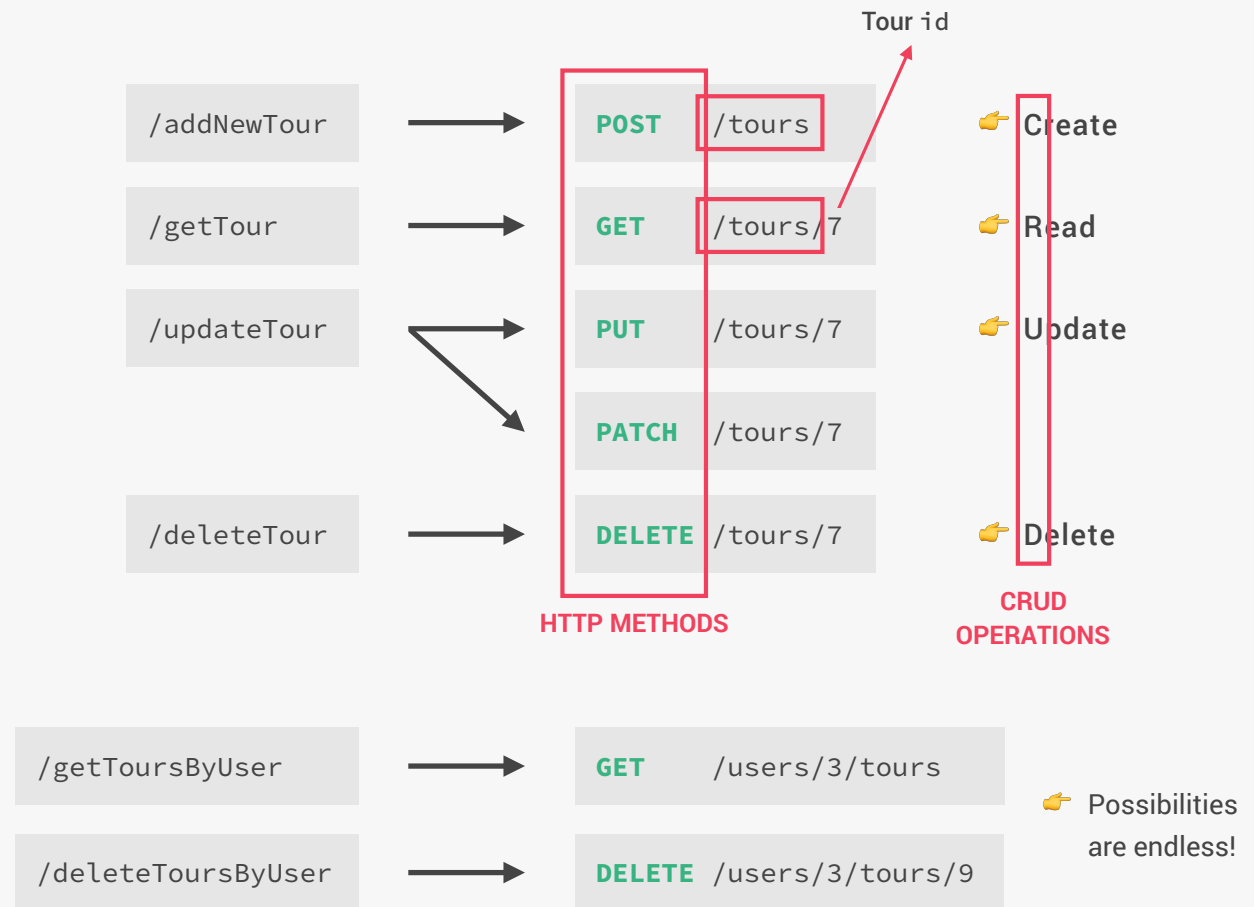 Tour id
/addNewTour POST /tours 👉 Create
/getTour GET /tours/7 👉 Read
/updateTour PUT /tours/7 👉 Update
PATCH /tours/7
/deleteTour DELETE /tours/7 👉 Delete
HTTP METHODS
CRUD
OPERATIONS
/getToursByUser GET /users/3/tours
👉 Possibilities
are endless!
/deleteToursByUser DELETE /users/3/tours/9